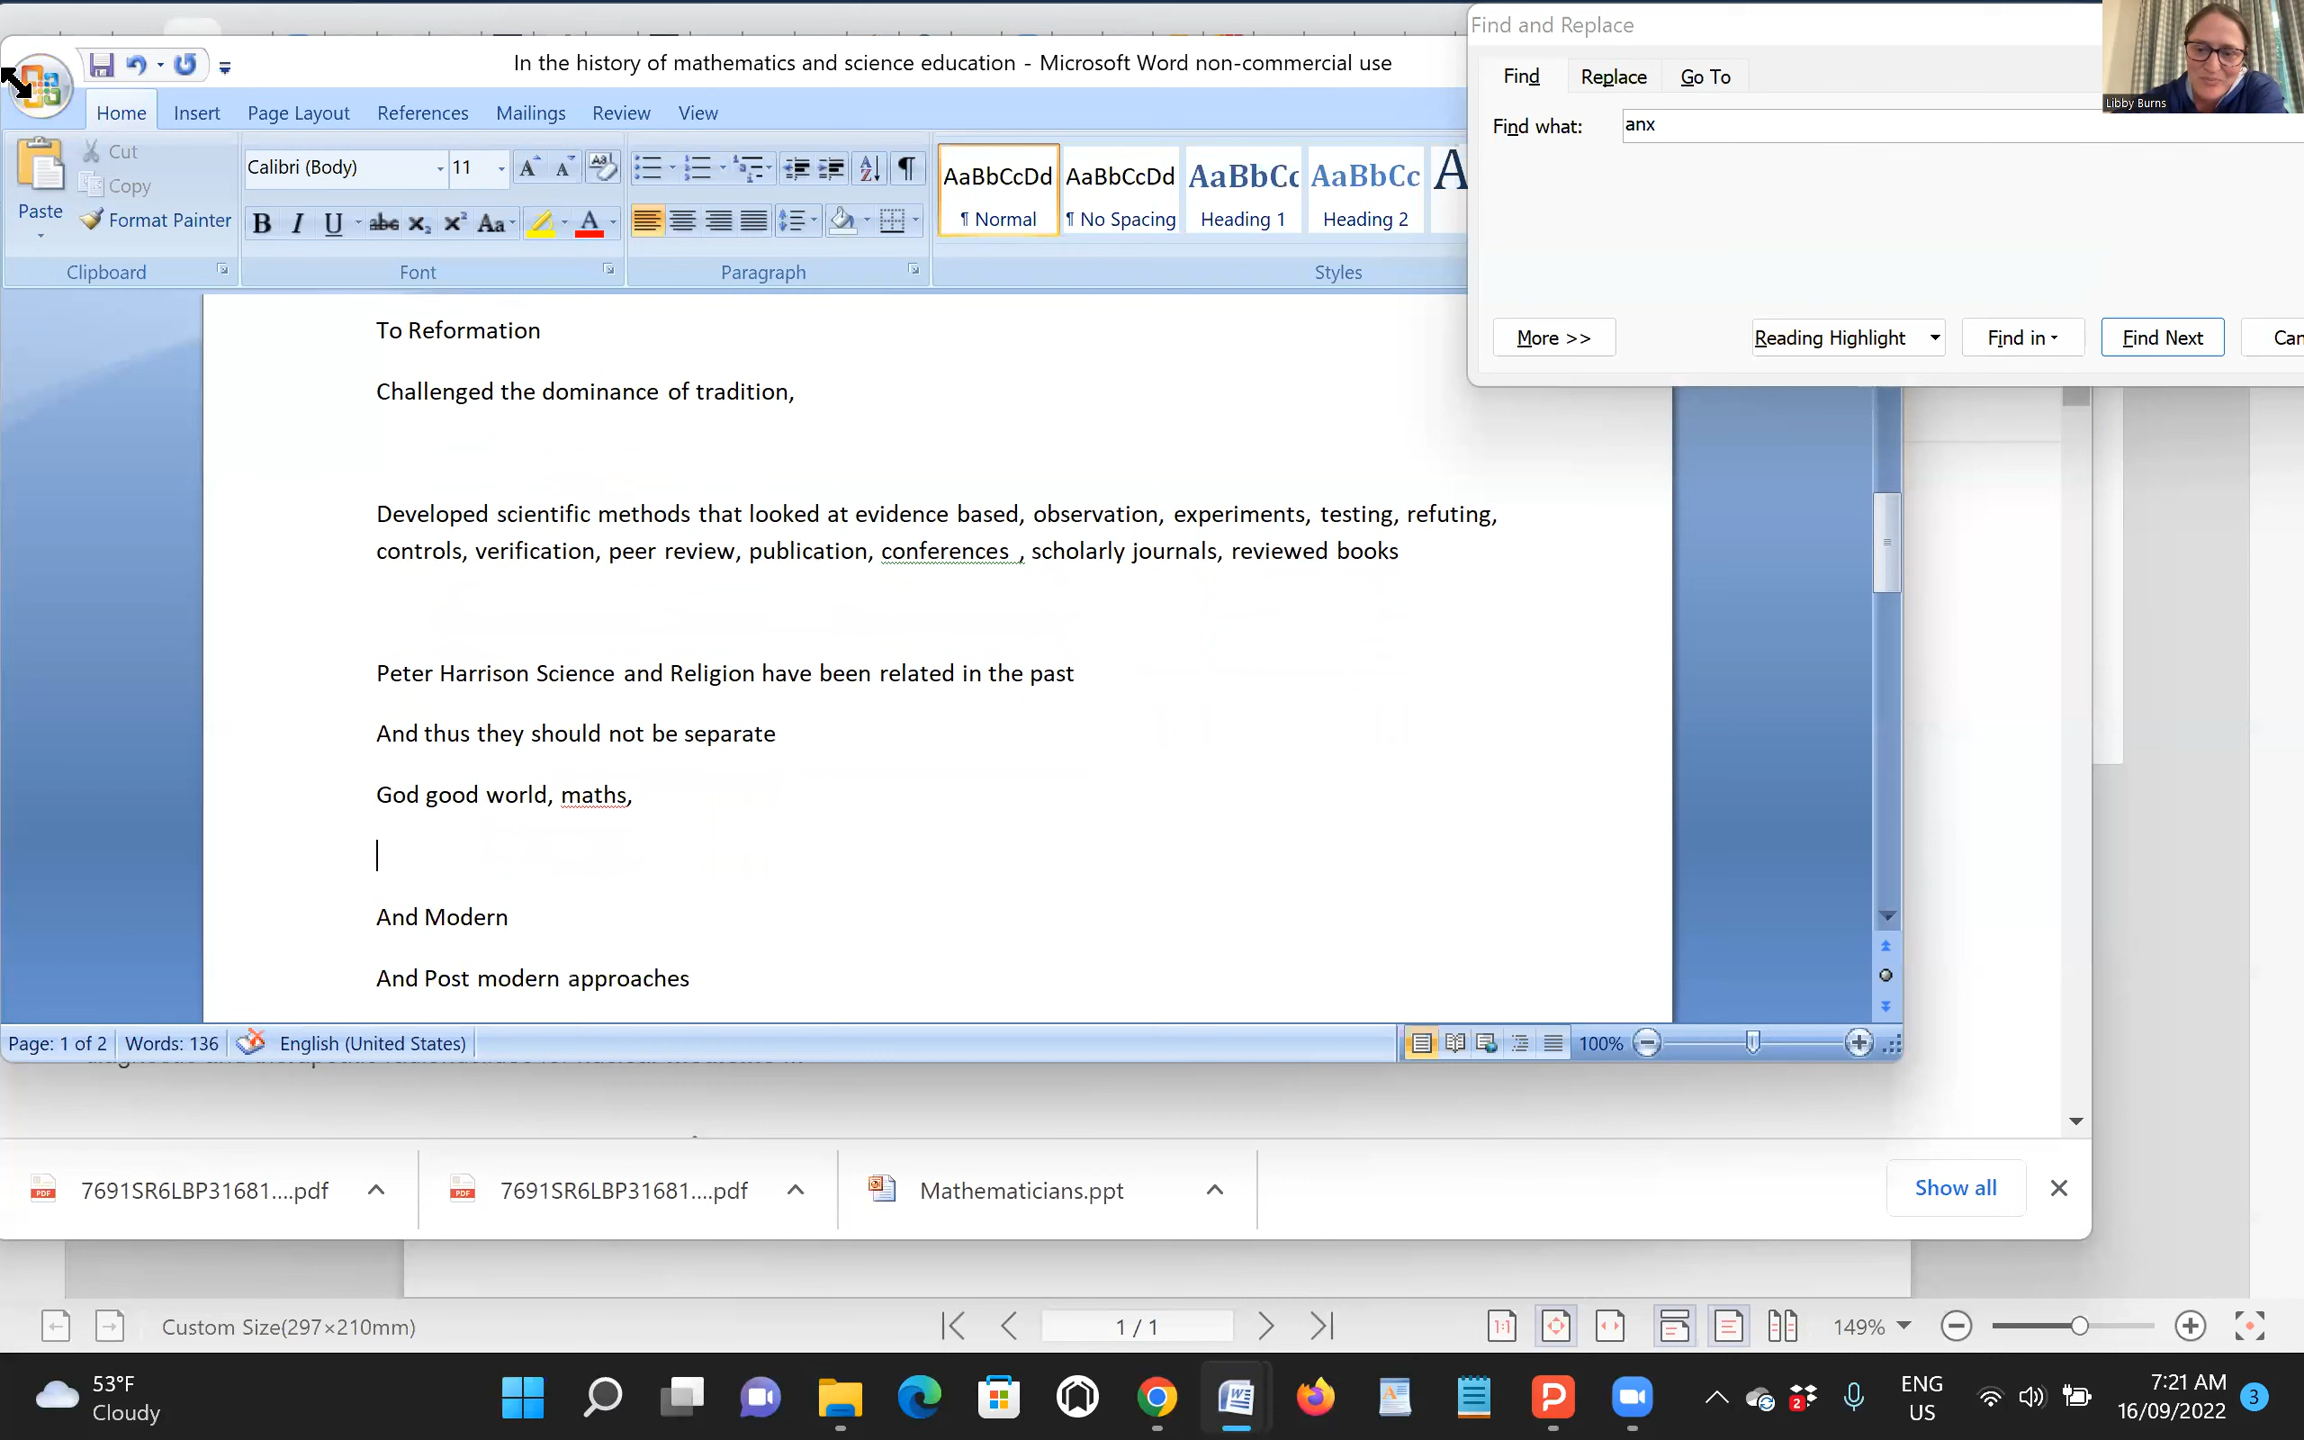 In the history of mathematics and science education - Microsoft Word non-commercial use
Find and Replace
Libby Burns
Home Insert Page Layout References Mailings Review View
Find Replace Go To
Find what: anx
Paste
Cut
Copy
Format Painter
Clipboard
Calibri (Body) 11
Font
Paragraph
AaBbCcDd AaBbCcDd AaBbCc AaBbCc A
¶ Normal ¶ No Spacing Heading 1 Heading 2
Styles
More >> Reading Highlight Find in Find Next Can
To Reformation
Challenged the dominance of tradition,
Developed scientific methods that looked at evidence based, observation, experiments, testing, refuting,
controls, verification, peer review, publication, conferences , scholarly journals, reviewed books
Peter Harrison Science and Religion have been related in the past
And thus they should not be separate
God good world, maths,
And Modern
And Post modern approaches
Page: 1 of 2 Words: 136 English (United States) 100%
7691SR6LBP31681....pdf 7691SR6LBP31681....pdf Mathematicians.ppt Show all
Custom Size(297×210mm) 1 / 1 1:1 149%
53°F
Cloudy
ENG
US
7:21 AM
16/09/2022
2
3